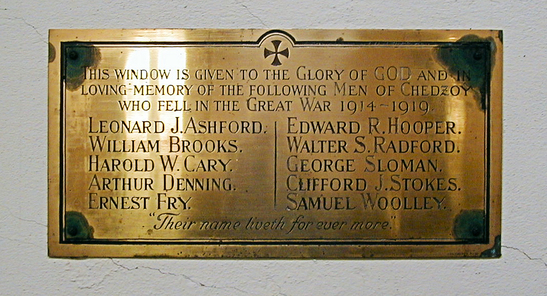 THIS WINDOW IS GIVEN TO THE GLORY OF GOD AND IN
LOVING MEMORY OF THE FOLLOWING MEN OF CHEDZOY
WHO FELL IN THE GREAT WAR 1914-1919.
LEONARD J. ASHFORD.
WILLIAM BROOKS.
HAROLD W. CARY.
ARTHUR DENNING.
ERNEST FRY.
EDWARD R. HOOPER.
WALTER S. RADFORD.
GEORGE SLOMAN.
CLIFFORD J. STOKES.
SAMUEL WOOLLEY.
"Their name liveth for ever more."